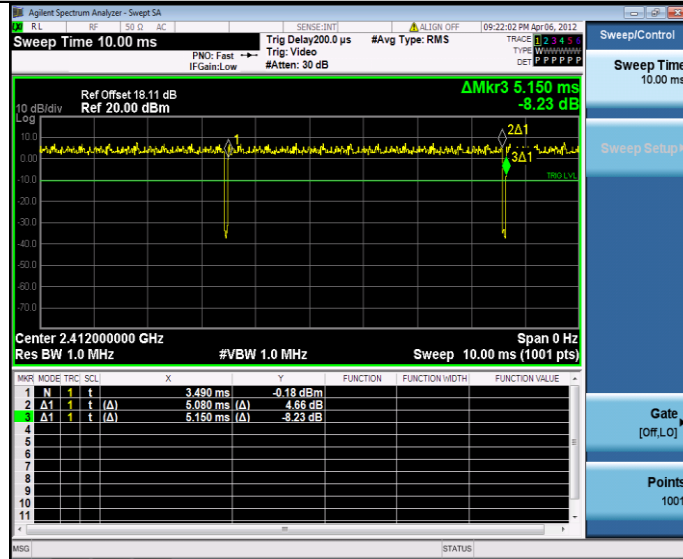 Agilent Spectrum Analyzer - Swept SA
RL RF 50 Ω AC SENSE:INT ALIGN OFF 09:22:02 PM Apr 06, 2012
Sweep Time 10.00 ms
PNO: Fast
IFGain:Low
Trig Delay200.0 µs
Trig: Video
#Atten: 30 dB
#Avg Type: RMS
TRACE 1 2 3 4 5 6
TYPE WWWWWW
DET P P P P P P
Ref Offset 18.11 dB
10 dB/div Ref 20.00 dBm
Log
ΔMkr3 5.150 ms
-8.23 dB
10.0
0.00
-10.0
-20.0
-30.0
-40.0
-50.0
-60.0
-70.0
1
2Δ1
3Δ1
TRIG LVL
Center 2.412000000 GHz Span 0 Hz
Res BW 1.0 MHz #VBW 1.0 MHz Sweep 10.00 ms (1001 pts)
MKR MODE TRC SCL X Y FUNCTION FUNCTION WIDTH FUNCTION VALUE
1 N 1 t 3.490 ms -0.18 dBm
2 Δ1 1 t (Δ) 5.080 ms (Δ) 4.66 dB
3 Δ1 1 t (Δ) 5.150 ms (Δ) -8.23 dB
4
5
6
7
8
9
10
11
MSG STATUS
Sweep/Control
Sweep Time
10.00 ms
Sweep Setup
Gate
[Off,LO]
Points
1001